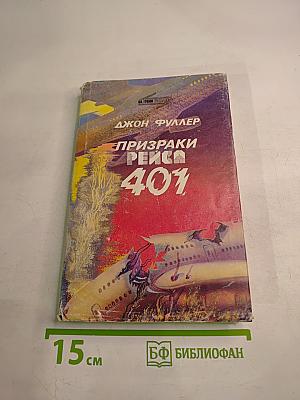 ДЖОН ФУЛЛЕР
ПРИЗРАКИ
РЕЙСА
401
15 см
БФ БИБЛИОФАН